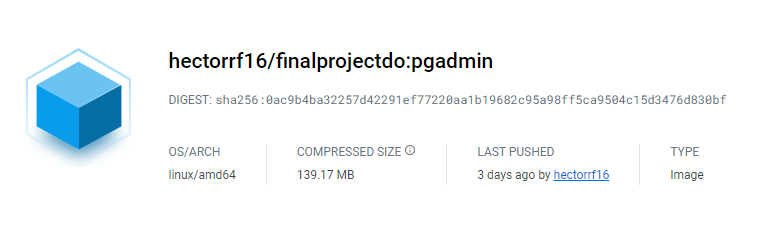 hectorrf16/finalprojectdo:pgadmin
DIGEST: sha256:0ac9b4ba32257d42291ef77220aa1b19682c95a98ff5ca9504c15d3476d830bf
OS/ARCH COMPRESSED SIZE LAST PUSHED TYPE
linux/amd64 139.17 MB 3 days ago by hectorrf16 Image